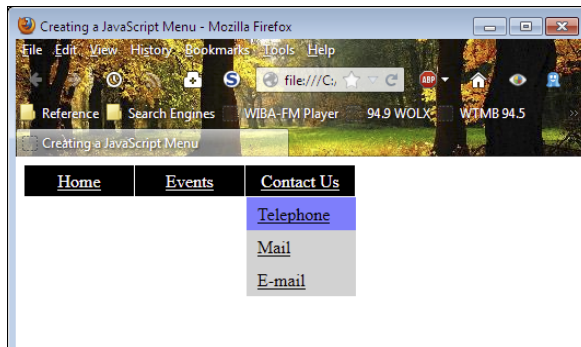 Creating a JavaScript Menu - Mozilla Firefox
File Edit View History Bookmarks Tools Help
S file:///C:/ ABP
Reference Search Engines WIBA-FM Player 94.9 WOLX WTMB 94.5 »
Creating a JavaScript Menu
Home Events Contact Us
Telephone
Mail
E-mail